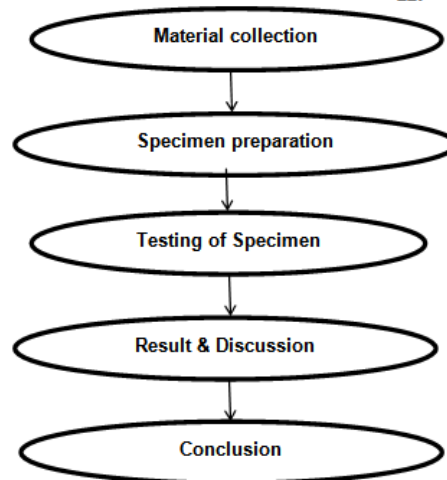 Material collection
Specimen preparation
Testing of Specimen
Result & Discussion
Conclusion